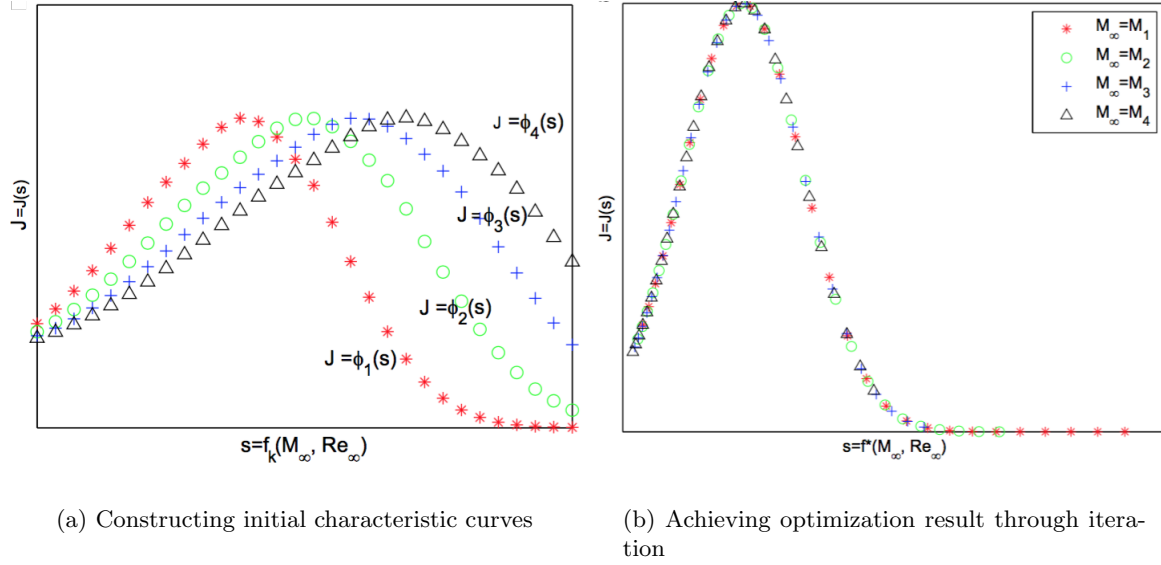 J =J(s)
J =ϕ₄(s)
J =ϕ₃(s)
J =ϕ₂(s)
J =ϕ₁(s)
s=fₖ(M∞, Re∞)
(a) Constructing initial characteristic curves
J =J(s)
M∞=M₁
M∞=M₂
M∞=M₃
M∞=M₄
s=f*(M∞, Re∞)
(b) Achieving optimization result through itera-
tion